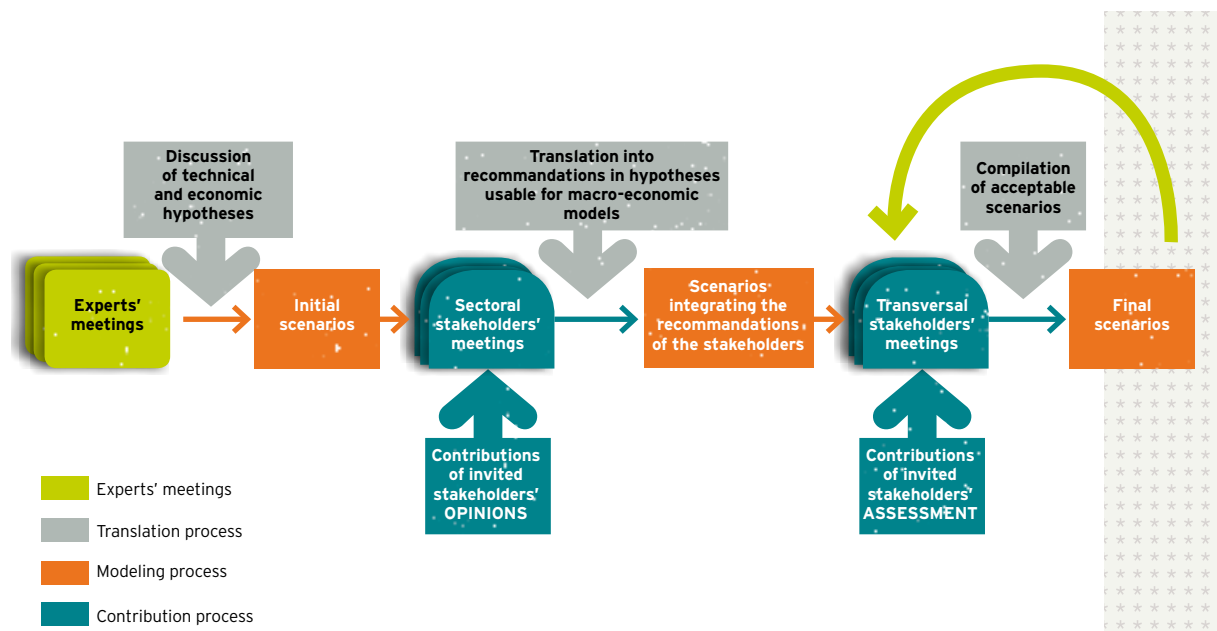 Discussion
of technical
and economic
hypotheses
Translation into
recommandations in hypotheses
usable for macro-economic
models
Compilation
of acceptable
scenarios
Experts'
meetings
Initial
scenarios
Sectoral
stakeholders'
meetings
Scenarios
integrating the
recommandations
of the stakeholders
Transversal
stakeholders'
meetings
Final
scenarios
Contributions
of invited
stakeholders'
OPINIONS
Contributions
of invited
stakeholders'
ASSESSMENT
Experts' meetings
Translation process
Modeling process
Contribution process